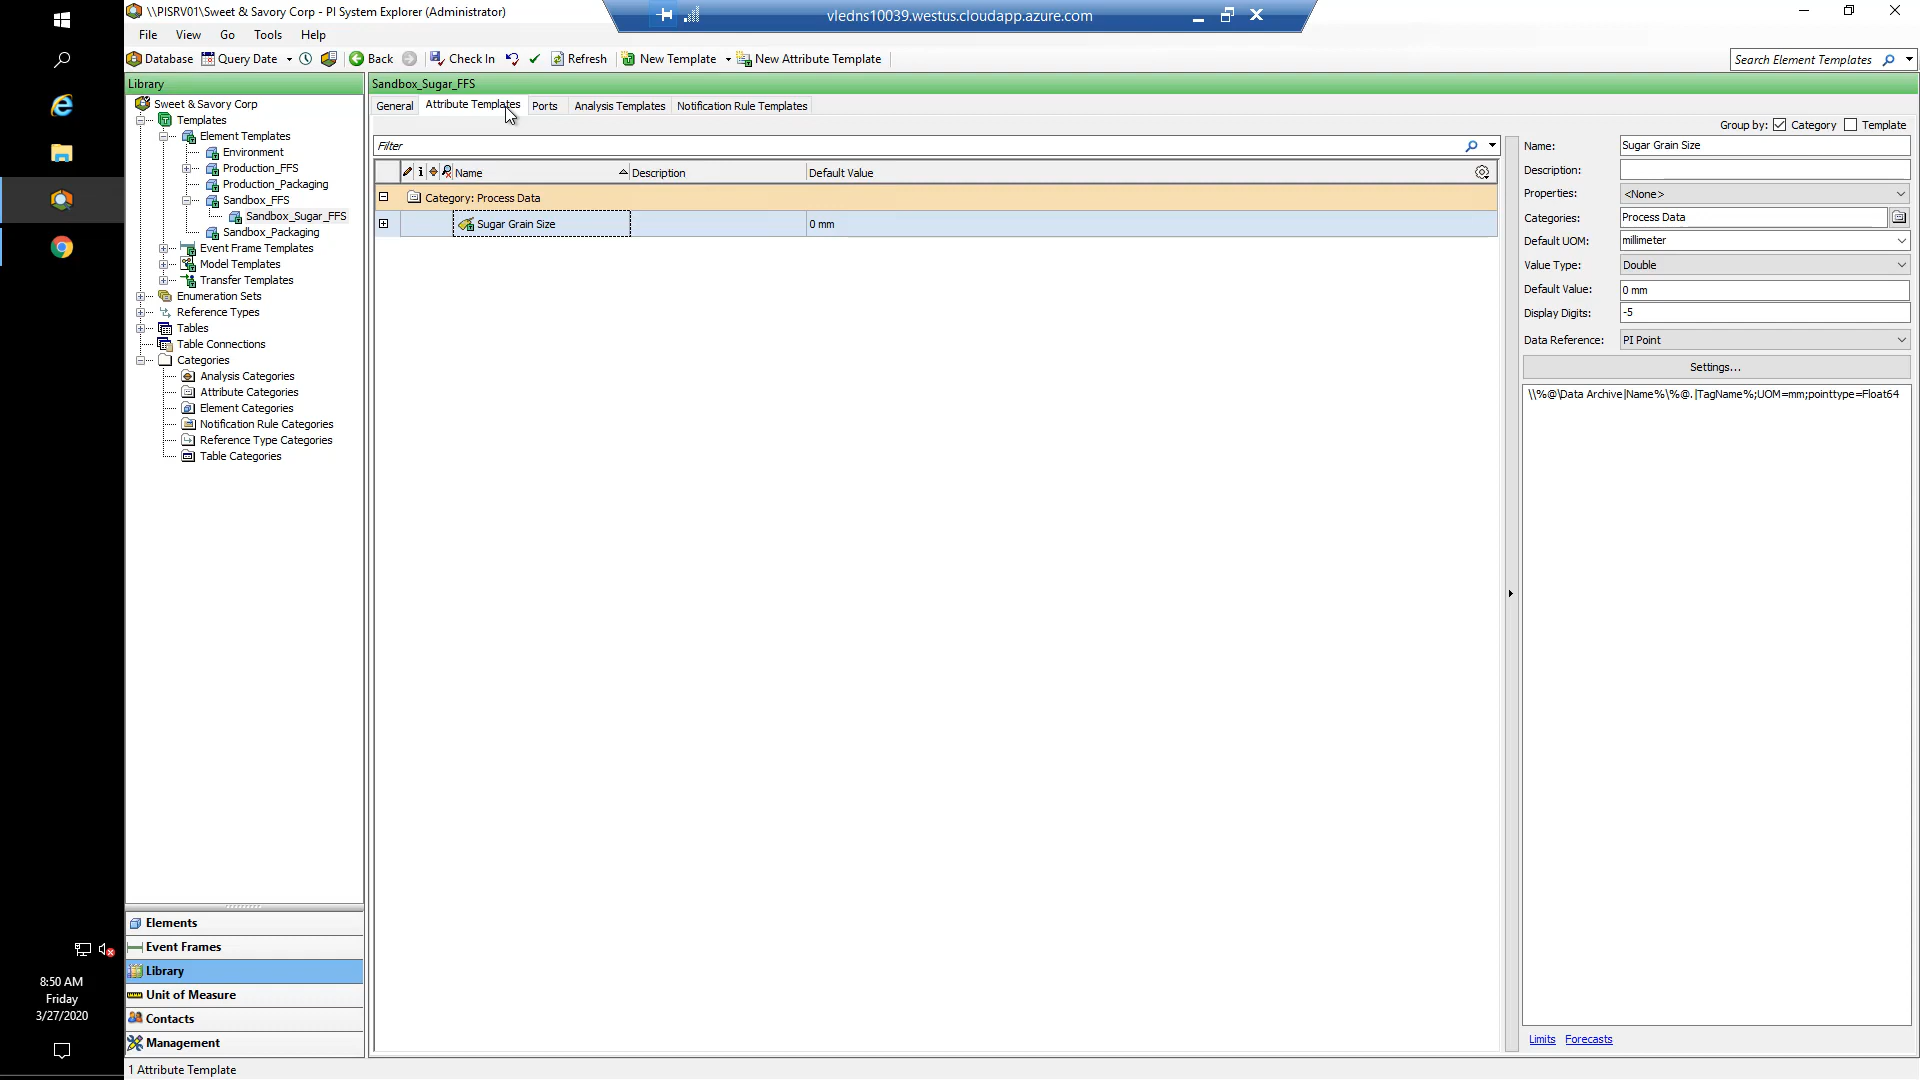 \\PISRV01\Sweet & Savory Corp - PI System Explorer (Administrator)
vledns10039.westus.cloudapp.azure.com
File View Go Tools Help
Database Query Date Back Check In Refresh New Template New Attribute Template
Search Element Templates
Library
Sweet & Savory Corp
Templates
Element Templates
Environment
Production_FFS
Production_Packaging
Sandbox_FFS
Sandbox_Sugar_FFS
Sandbox_Packaging
Event Frame Templates
Model Templates
Transfer Templates
Enumeration Sets
Reference Types
Tables
Table Connections
Categories
Analysis Categories
Attribute Categories
Element Categories
Notification Rule Categories
Reference Type Categories
Table Categories
Elements
Event Frames
Library
Unit of Measure
Contacts
Management
Sandbox_Sugar_FFS
General Attribute Templates Ports Analysis Templates Notification Rule Templates
Group by: Category Template
Filter
Name Description Default Value
Category: Process Data
Sugar Grain Size 0 mm
Name: Sugar Grain Size
Description:
Properties: <None>
Categories: Process Data
Default UOM: millimeter
Value Type: Double
Default Value: 0 mm
Display Digits: -5
Data Reference: PI Point
Settings...
\\%@\Data Archive|Name%\%@.|TagName%;UOM=mm;pointtype=Float64
Limits Forecasts
1 Attribute Template
8:50 AM
Friday
3/27/2020